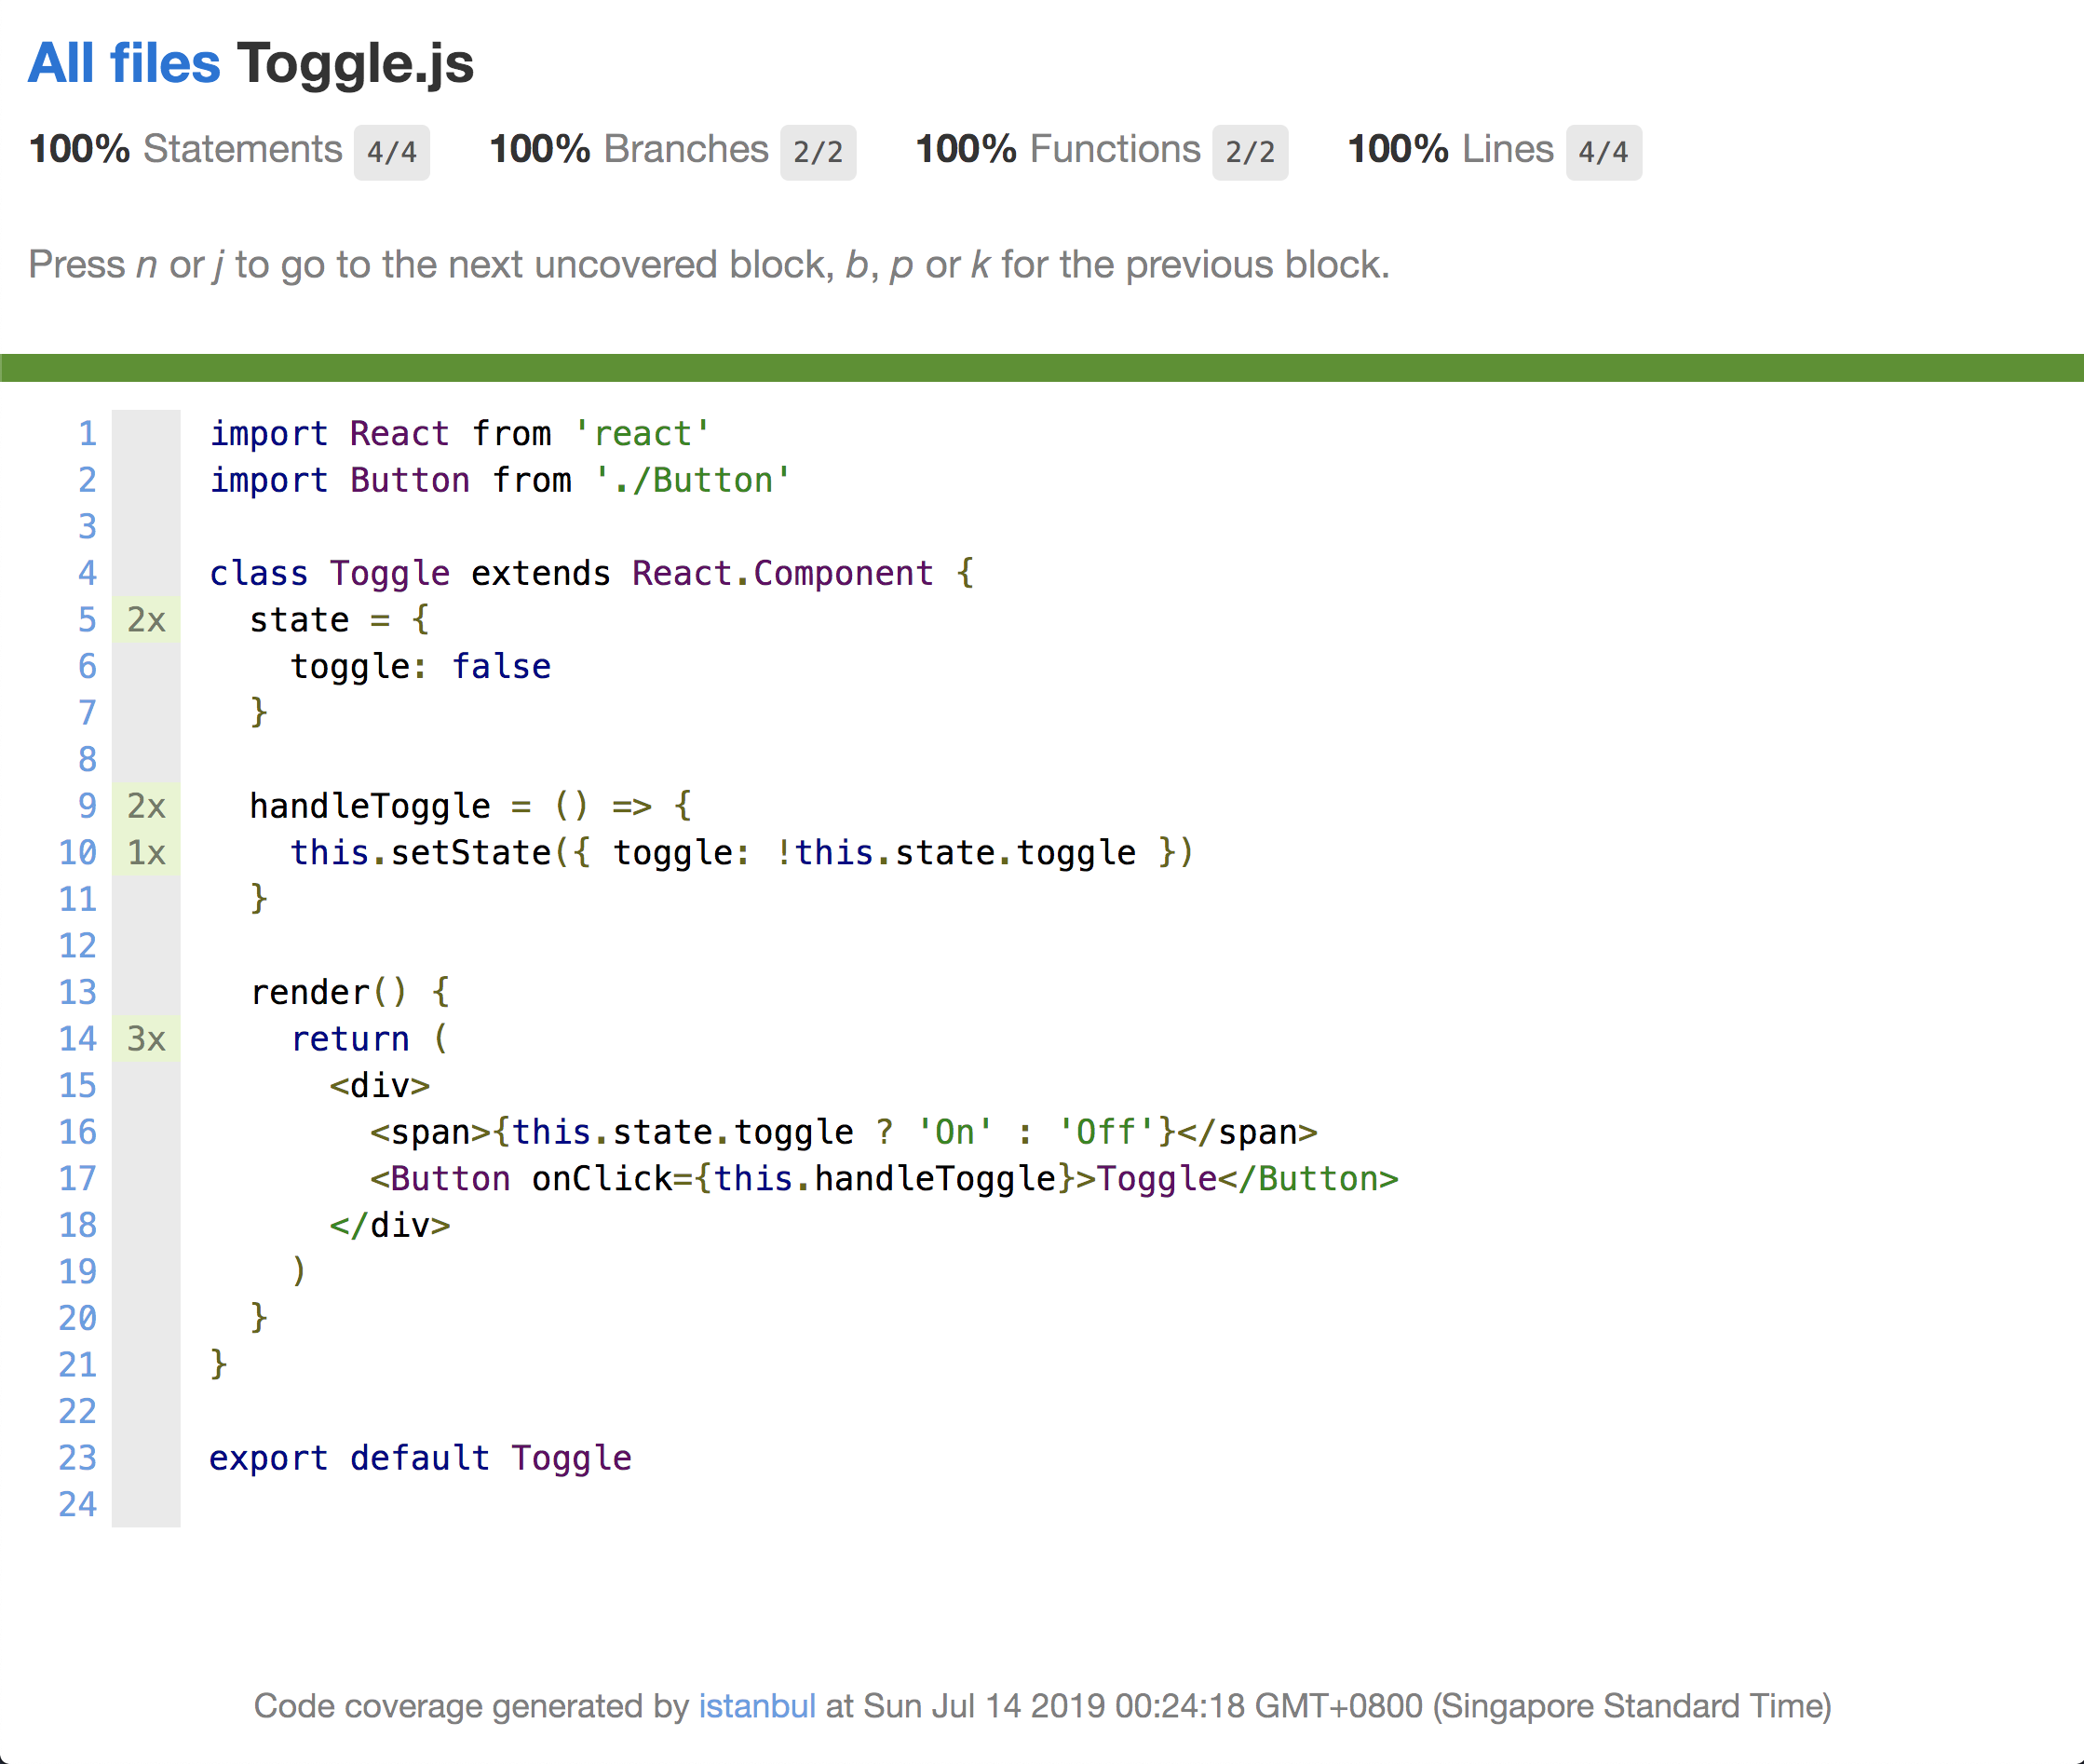 All files Toggle.js
100% Statements 4/4 100% Branches 2/2 100% Functions 2/2 100% Lines 4/4
Press n or j to go to the next uncovered block, b, p or k for the previous block.
1 import React from 'react'
2 import Button from './Button'
3
4 class Toggle extends React.Component {
5 2x state = {
6 toggle: false
7 }
8
9 2x handleToggle = () => {
10 1x this.setState({ toggle: !this.state.toggle })
11 }
12
13 render() {
14 3x return (
15 <div>
16 <span>{this.state.toggle ? 'On' : 'Off'}</span>
17 <Button onClick={this.handleToggle}>Toggle</Button>
18 </div>
19 )
20 }
21 }
22
23 export default Toggle
24
Code coverage generated by istanbul at Sun Jul 14 2019 00:24:18 GMT+0800 (Singapore Standard Time)